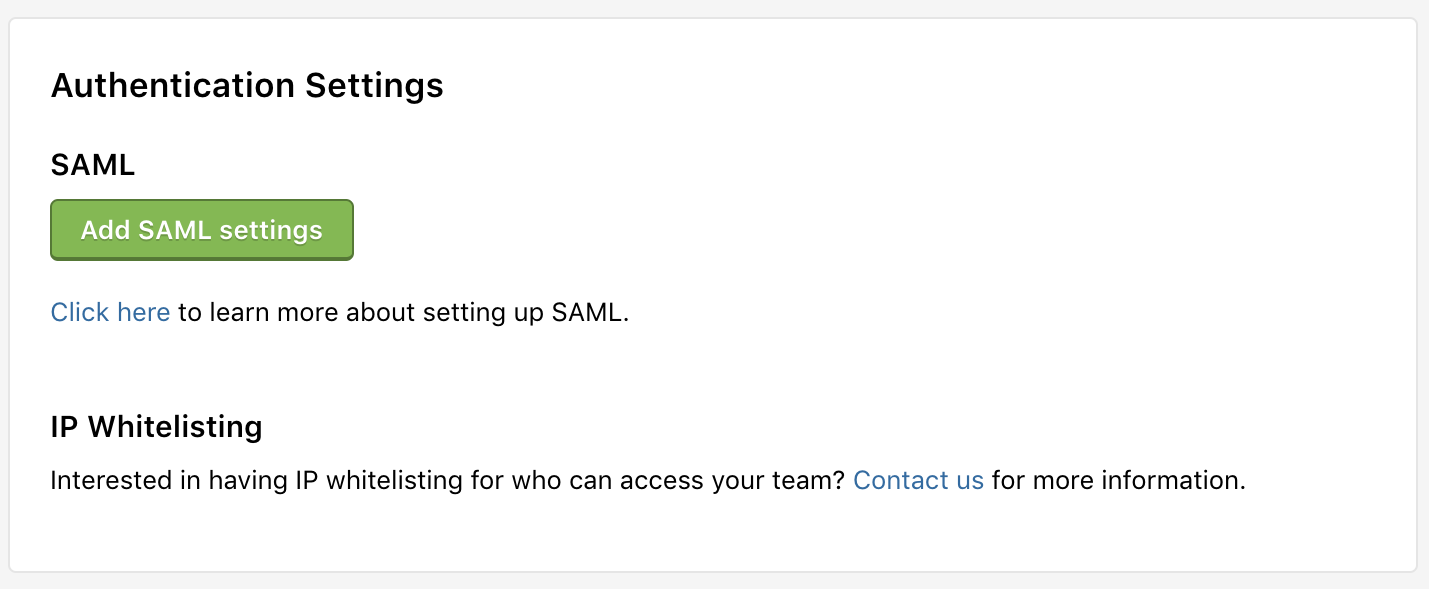 Authentication Settings
SAML
Add SAML settings
Click here to learn more about setting up SAML.
IP Whitelisting
Interested in having IP whitelisting for who can access your team? Contact us for more information.